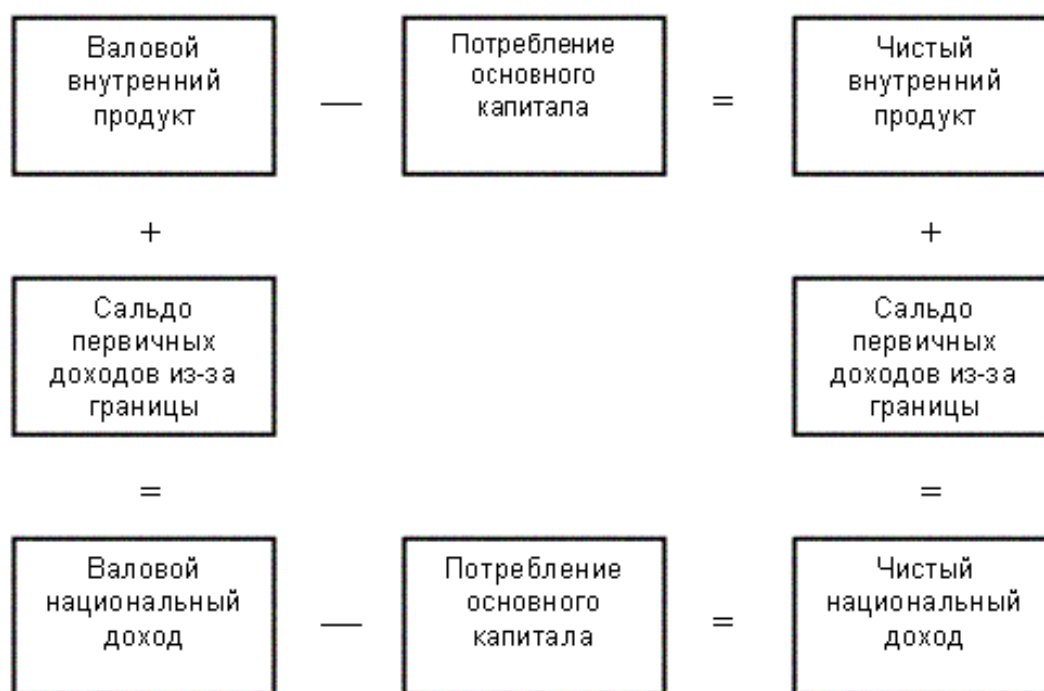 Валовой
внутренний
продукт
—
Потребление
основного
капитала
=
Чистый
внутренний
продукт
+
+
Сальдо
первичных
доходов из-за
границы
Сальдо
первичных
доходов из-за
границы
=
=
Валовой
национальный
доход
—
Потребление
основного
капитала
=
Чистый
национальный
доход